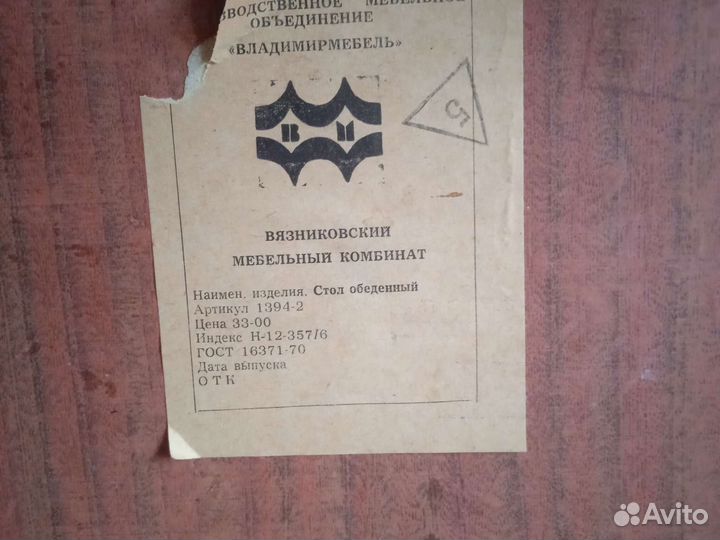 ВОДСТВЕННОЕ МЕБЕЛЬНОЕ
ОБЪЕДИНЕНИЕ
«ВЛАДИМИРМЕБЕЛЬ»
В М
5
ВЯЗНИКОВСКИЙ
МЕБЕЛЬНЫЙ КОМБИНАТ
Наимен. изделия. Стол обеденный
Артикул 1394-2
Цена 33-00
Индекс Н-12-357/6
ГОСТ 16371-70
Дата выпуска
О Т К
Avito